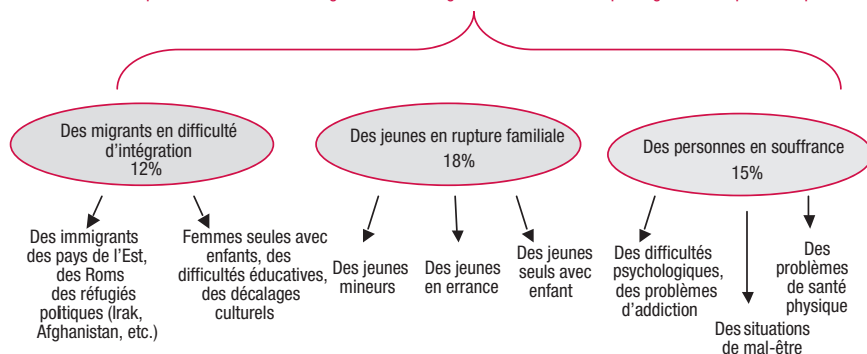 Des migrants en difficulté
d'intégration
12%
Des jeunes en rupture familiale
18%
Des personnes en souffrance
15%
Des immigrants
des pays de l'Est,
des Roms
des réfugiés
politiques (Irak,
Afghanistan, etc.)
Femmes seules avec
enfants, des
difficultés éducatives,
des décalages
culturels
Des jeunes
mineurs
Des jeunes
en errance
Des jeunes
seuls avec
enfant
Des difficultés
psychologiques,
des problèmes
d'addiction
Des situations
de mal-être
Des
problèmes
de santé
physique